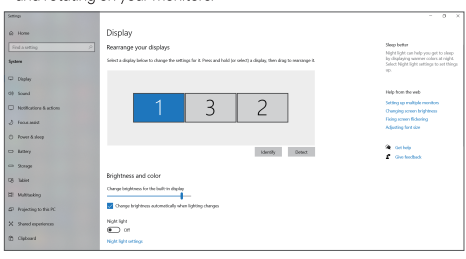 and rotating on your monitors.
Settings
Home
Find a setting
System
Display
Sound
Notifications & actions
Focus assist
Power & sleep
Battery
Storage
Tablet
Multitasking
Projecting to this PC
Shared experiences
Clipboard
Display
Rearrange your displays
Select a display below to change the settings for it. Press and hold (or select) a display, then drag to rearrange it.
1 3 2
Identify Detect
Brightness and color
Change brightness for the built-in display
Change brightness automatically when lighting changes
Night light
Off
Night light settings
Sleep better
Night light can help you get to sleep
by displaying warmer colors at night.
Select Night light settings to set things
up.
Help from the web
Setting up multiple monitors
Changing screen brightness
Fixing screen flickering
Adjusting font size
Get help
Give feedback